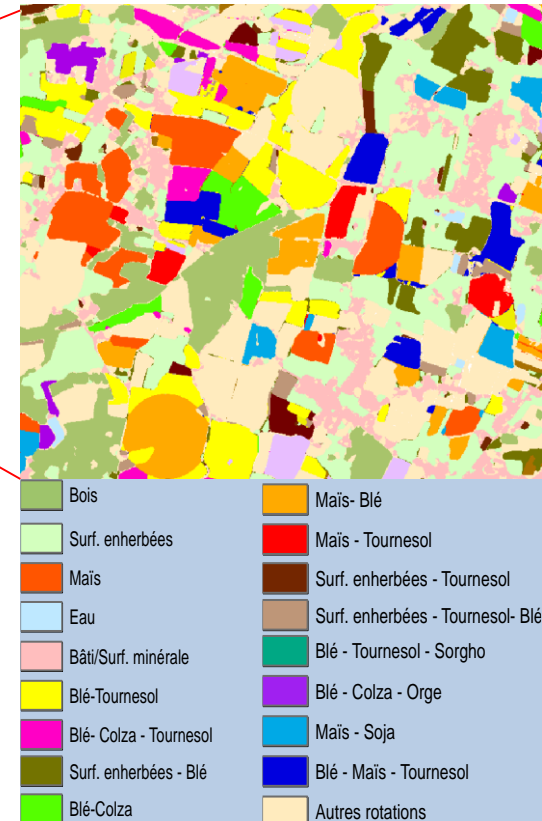 Bois
Surf. enherbées
Maïs
Eau
Bâti/Surf. minérale
Blé-Tournesol
Blé- Colza - Tournesol
Surf. enherbées - Blé
Blé-Colza
Maïs- Blé
Maïs - Tournesol
Surf. enherbées - Tournesol
Surf. enherbées - Tournesol- Blé
Blé - Tournesol - Sorgho
Blé - Colza - Orge
Maïs - Soja
Blé - Maïs - Tournesol
Autres rotations